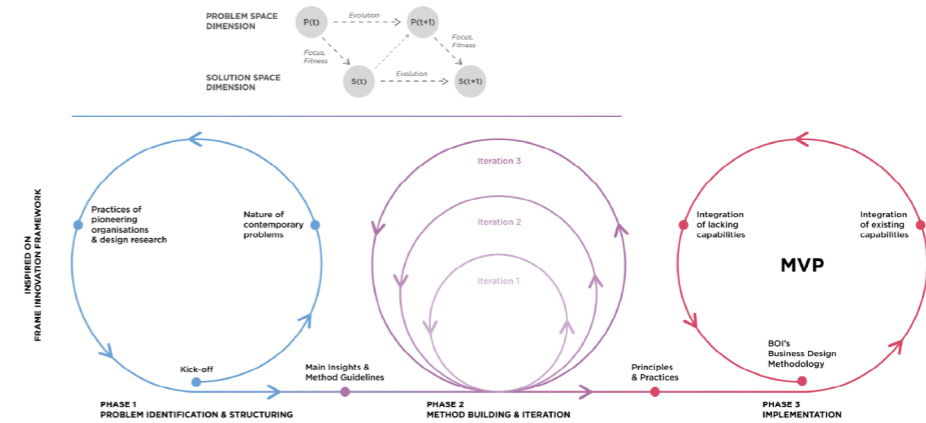 PROBLEM SPACE
DIMENSION
P(t)
Evolution
P(t+1)
Focus,
Fitness
Focus,
Fitness
SOLUTION SPACE
DIMENSION
S(t)
Evolution
S(t+1)
INSPIRED ON
FRAME INNOVATION FRAMEWORK
Practices of
pioneering
organisations
& design research
Nature of
contemporary
problems
Kick-off
Main Insights &
Method Guidelines
Iteration 3
Iteration 2
Iteration 1
Principles
& Practices
Integration
of lacking
capabilities
Integration
of existing
capabilities
MVP
BOI's
Business Design
Methodology
PHASE 1
PROBLEM IDENTIFICATION & STRUCTURING
PHASE 2
METHOD BUILDING & ITERATION
PHASE 3
IMPLEMENTATION